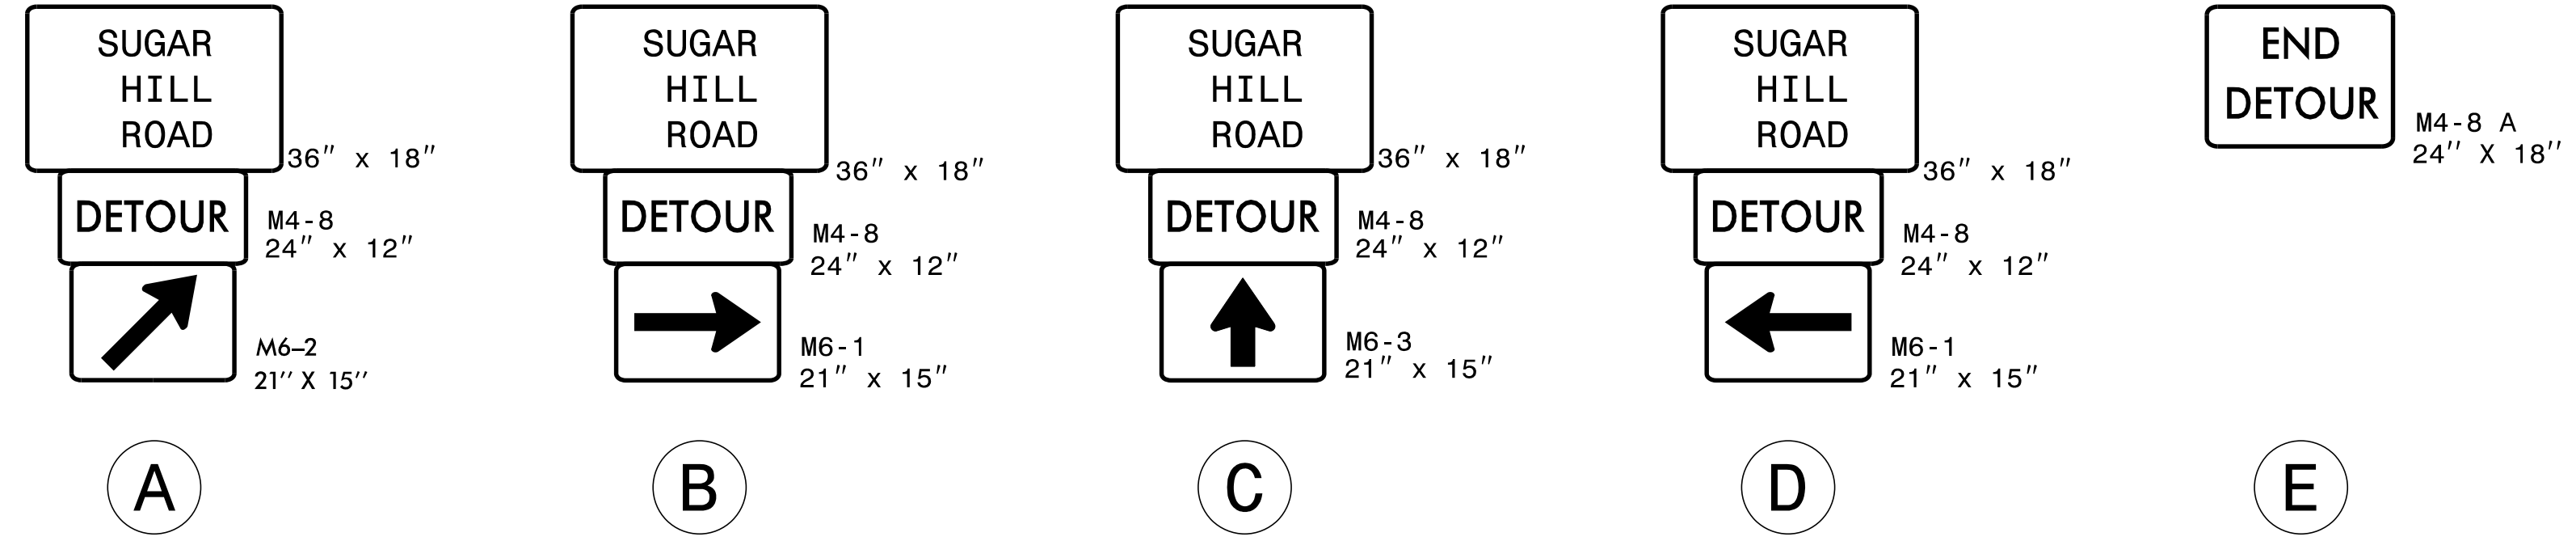 SUGAR
HILL
ROAD
36" x 18"
DETOUR
M4-8
24" x 12"
M6-2
21" X 15"
A
SUGAR
HILL
ROAD
36" x 18"
DETOUR
M4-8
24" x 12"
M6-1
21" x 15"
B
SUGAR
HILL
ROAD
36" x 18"
DETOUR
M4-8
24" x 12"
M6-3
21" x 15"
C
SUGAR
HILL
ROAD
36" x 18"
DETOUR
M4-8
24" x 12"
M6-1
21" x 15"
D
END
DETOUR
M4-8 A
24" X 18"
E